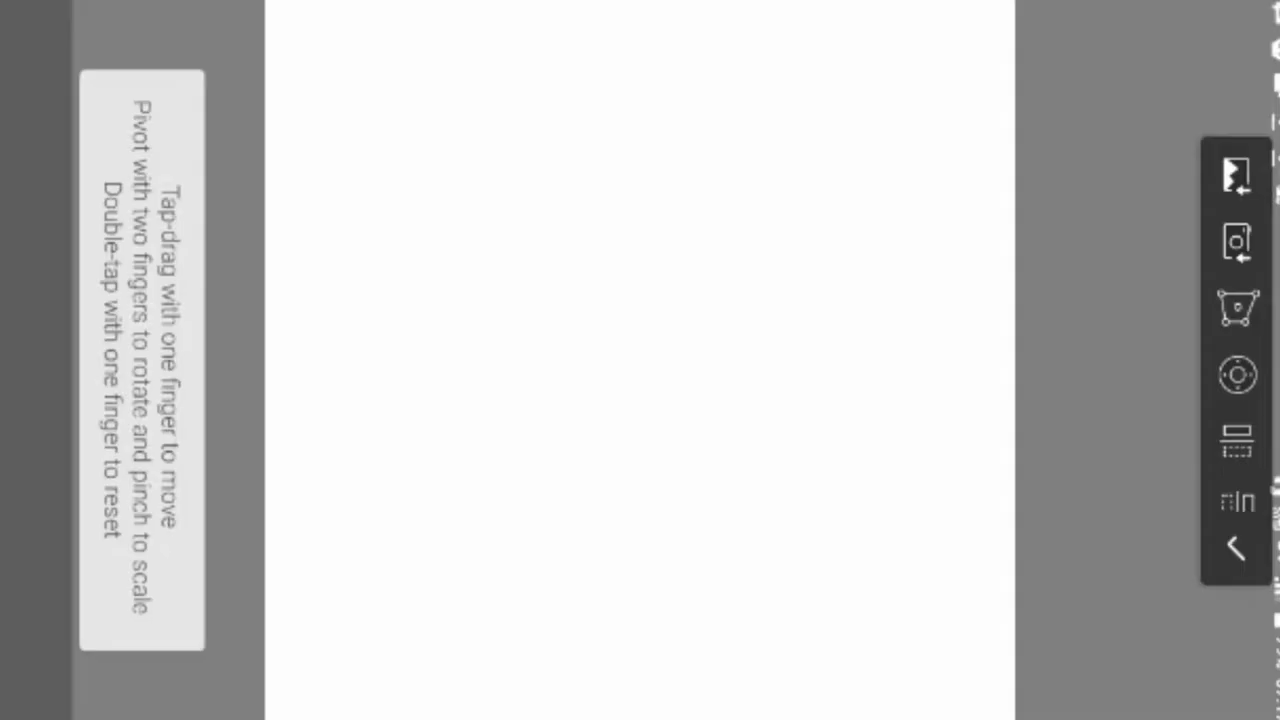 Tap-drag with one finger to move
Pivot with two fingers to rotate and pinch to scale
Double-tap with one finger to reset